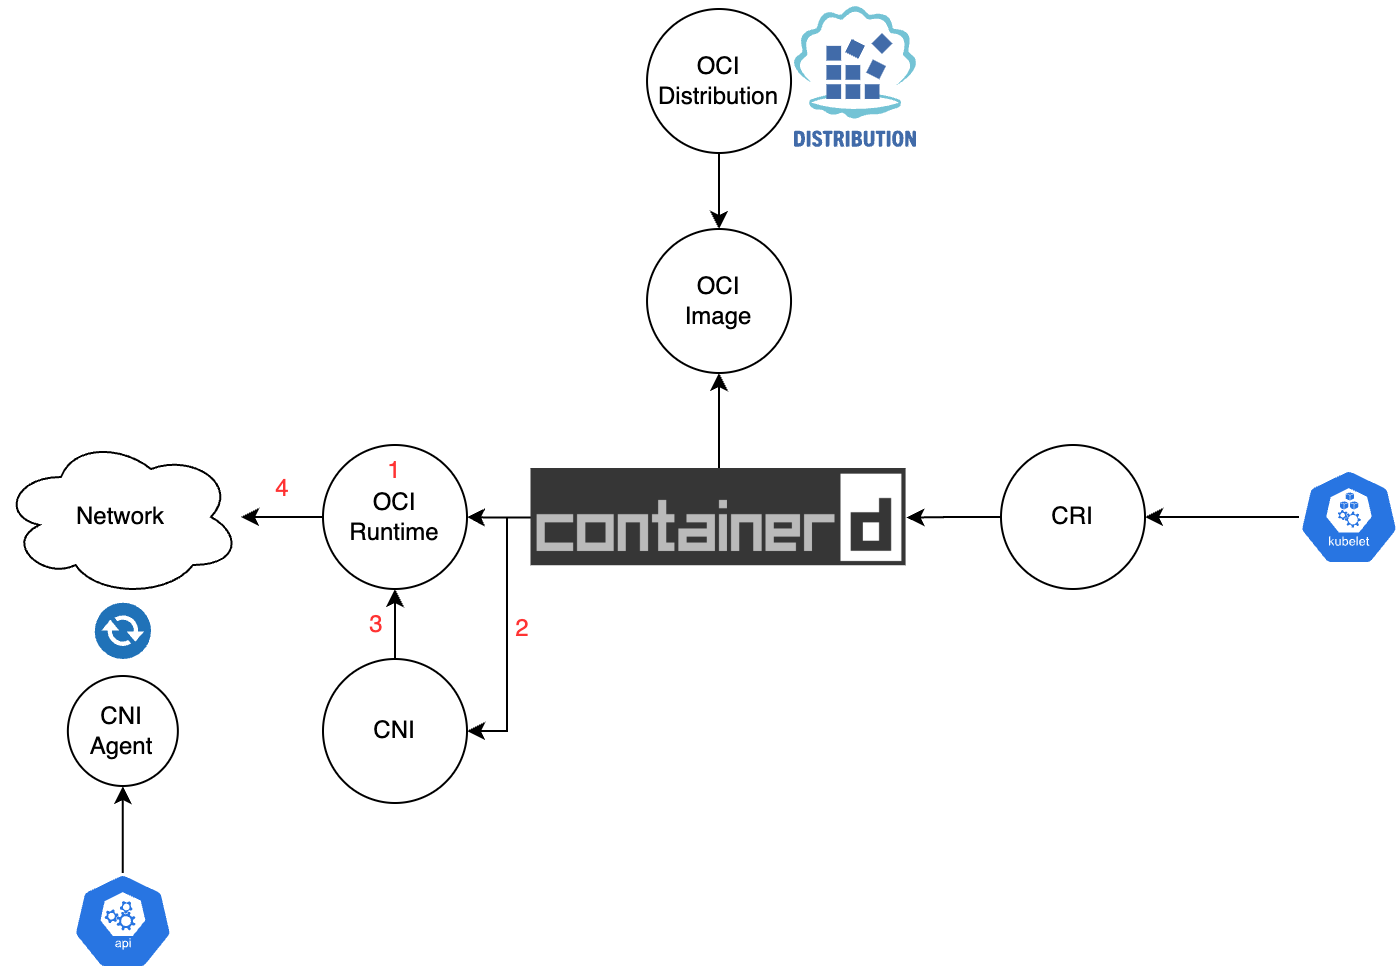 OCI
Distribution
DISTRIBUTION
OCI
Image
Network
4
1
OCI
Runtime
containerd
CRI
kubelet
3
2
CNI
Agent
CNI
api